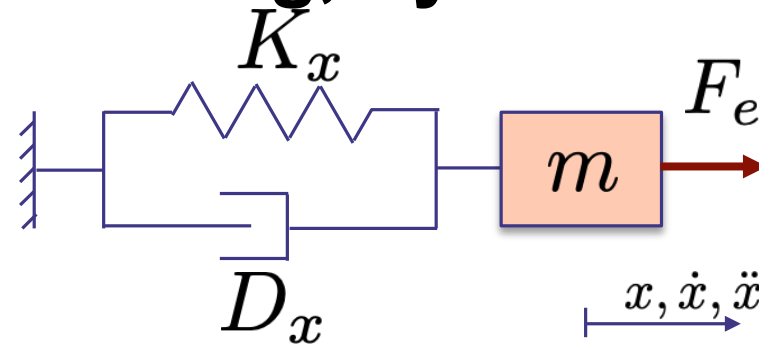 K_x
F_e
m
D_x
x, ẋ, ẍ